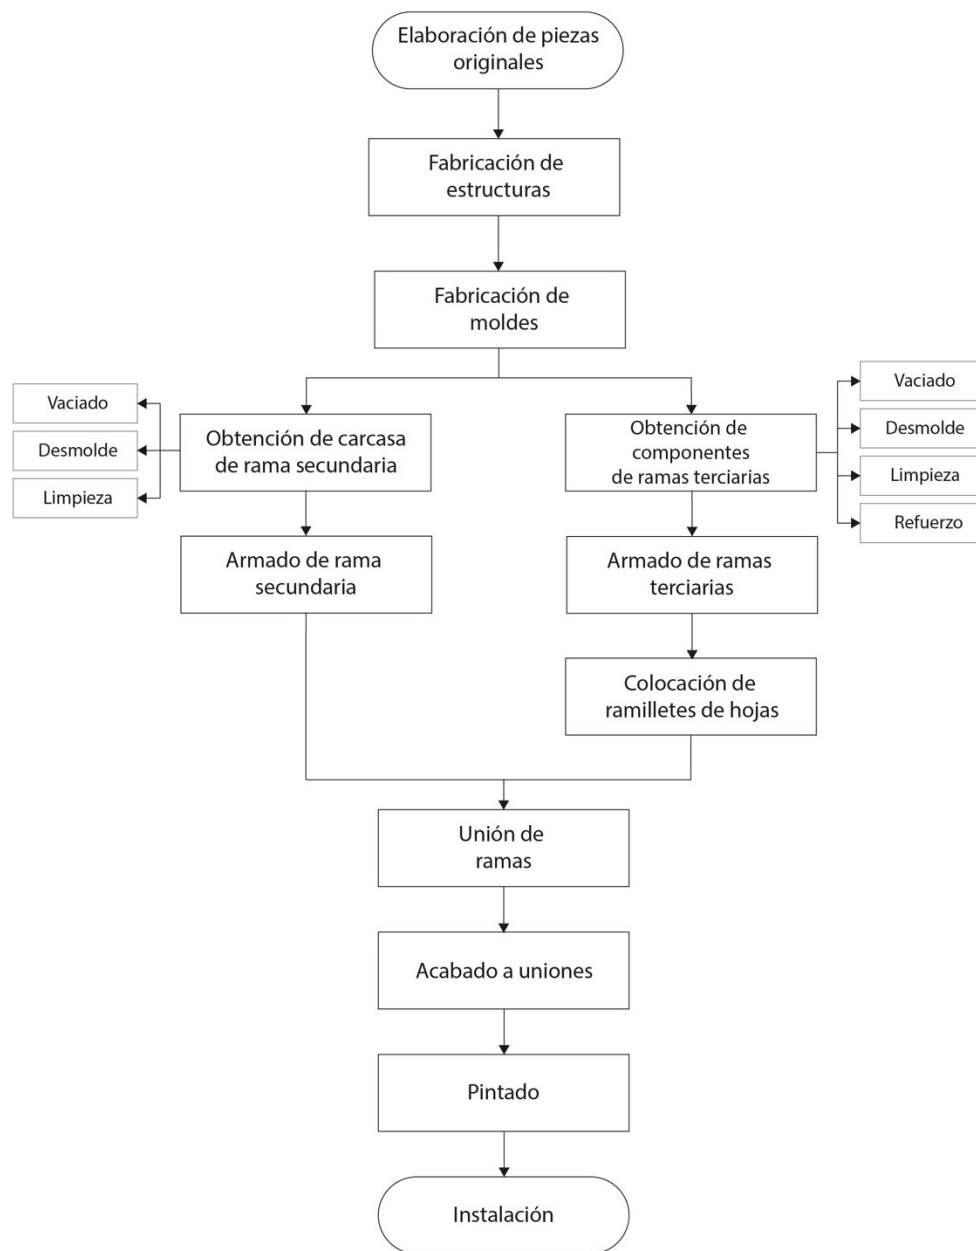 Elaboración de piezas
originales
Fabricación de
estructuras
Fabricación de
moldes
Vaciado
Desmolde
Limpieza
Obtención de carcasa
de rama secundaria
Obtención de
componentes
de ramas terciarias
Vaciado
Desmolde
Limpieza
Refuerzo
Armado de rama
secundaria
Armado de ramas
terciarias
Colocación de
ramilletes de hojas
Unión de
ramas
Acabado a uniones
Pintado
Instalación